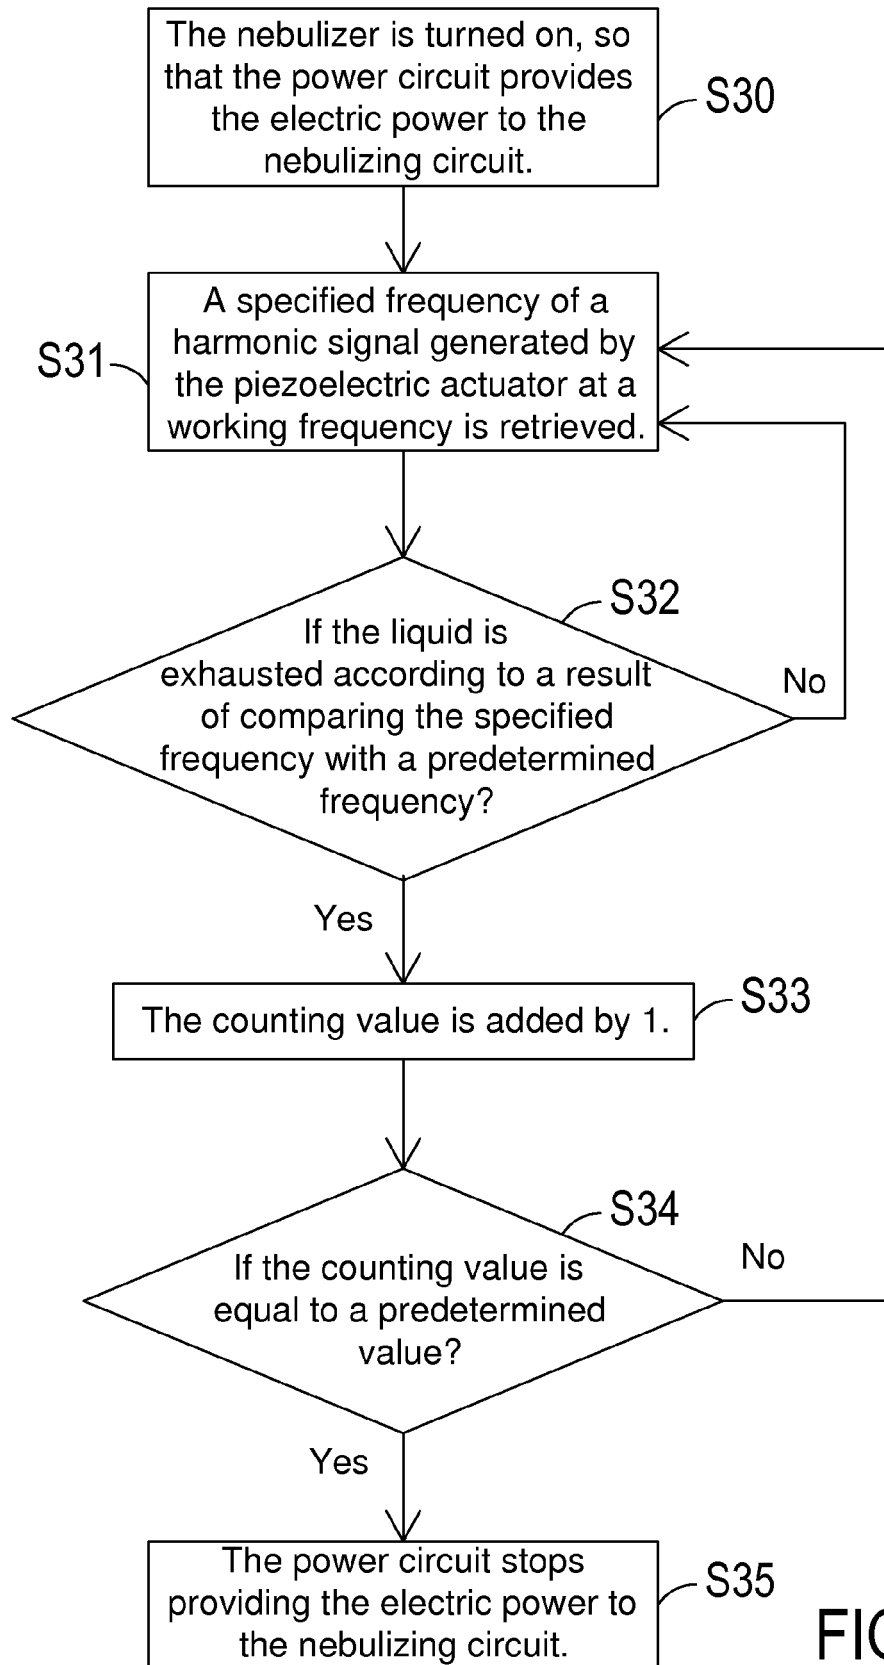 The nebulizer is turned on, so
that the power circuit provides
the electric power to the
nebulizing circuit.
S30
A specified frequency of a
harmonic signal generated by
the piezoelectric actuator at a
working frequency is retrieved.
S31
S32
If the liquid is
exhausted according to a result
of comparing the specified
frequency with a predetermined
frequency?
No
Yes
S33
The counting value is added by 1.
S34
If the counting value is
equal to a predetermined
value?
No
Yes
The power circuit stops
providing the electric power to
the nebulizing circuit.
S35